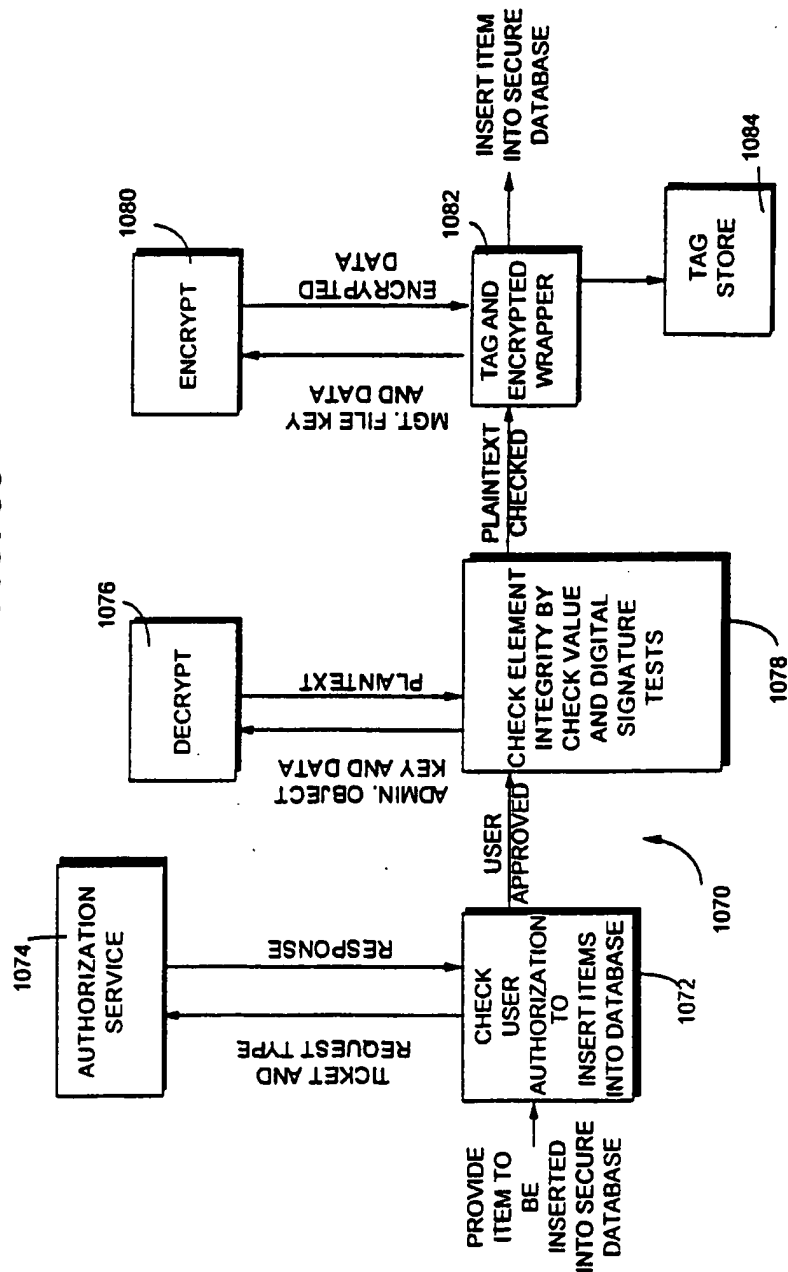 PROVIDE
ITEM TO
BE
INSERTED
INTO SECURE
DATABASE
CHECK
USER
AUTHORIZATION
TO
INSERT ITEMS
INTO DATABASE
1072
TICKET AND
REQUEST TYPE
RESPONSE
AUTHORIZATION
SERVICE
1074
USER
APPROVED
1070
CHECK ELEMENT
INTEGRITY BY
CHECK VALUE
AND DIGITAL
SIGNATURE
TESTS
1078
ADMIN. OBJECT
KEY AND DATA
PLAINTEXT
DECRYPT
1076
PLAINTEXT
CHECKED
TAG AND
ENCRYPTED
WRAPPER
1082
MGT. FILE KEY
AND DATA
ENCRYPTED
DATA
ENCRYPT
1080
INSERT ITEM
INTO SECURE
DATABASE
TAG
STORE
1084